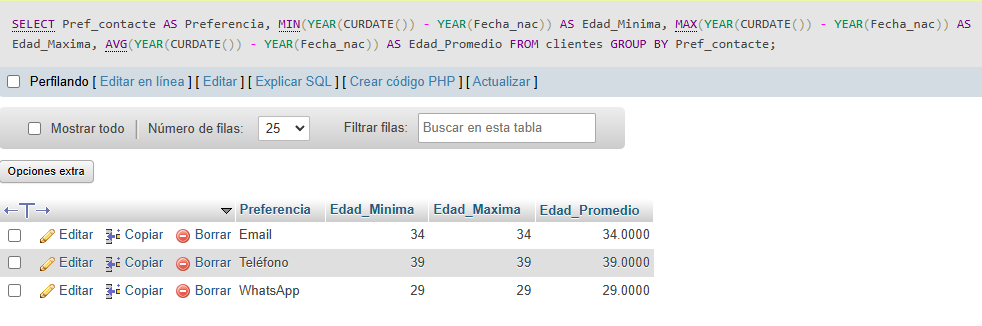 SELECT Pref_contacte AS Preferencia, MIN(YEAR(CURDATE()) - YEAR(Fecha_nac)) AS Edad_Minima, MAX(YEAR(CURDATE()) - YEAR(Fecha_nac)) AS
Edad_Maxima, AVG(YEAR(CURDATE()) - YEAR(Fecha_nac)) AS Edad_Promedio FROM clientes GROUP BY Pref_contacte;
Perfilando [ Editar en línea ] [ Editar ] [ Explicar SQL ] [ Crear código PHP ] [ Actualizar ]
Mostrar todo Número de filas: 25 Filtrar filas: Buscar en esta tabla
Opciones extra
←T→ Preferencia Edad_Minima Edad_Maxima Edad_Promedio
Editar Copiar Borrar Email 34 34 34.0000
Editar Copiar Borrar Teléfono 39 39 39.0000
Editar Copiar Borrar WhatsApp 29 29 29.0000